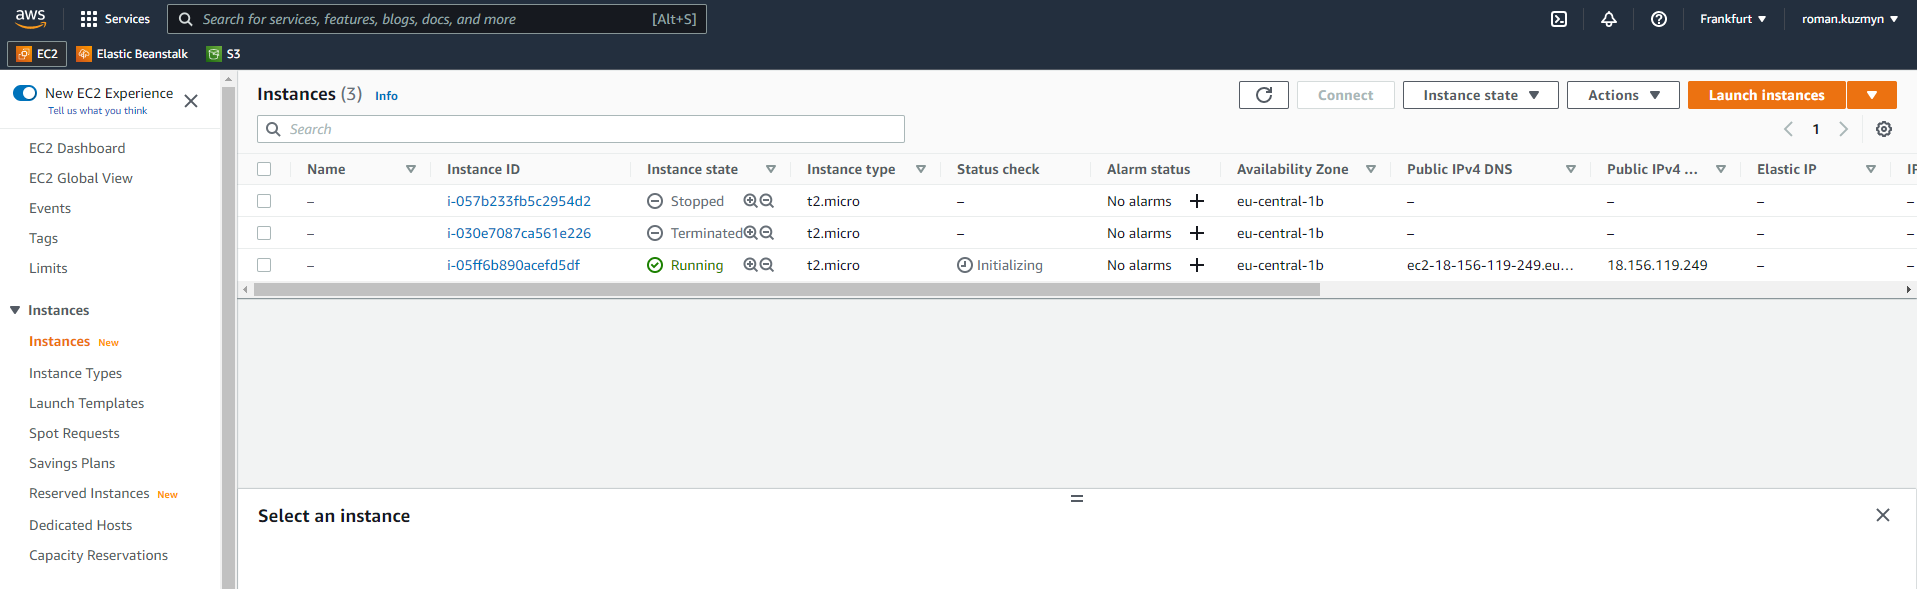 aws Services Search for services, features, blogs, docs, and more [Alt+S] Frankfurt roman.kuzmyn
EC2 Elastic Beanstalk S3
New EC2 Experience
Tell us what you think
EC2 Dashboard
EC2 Global View
Events
Tags
Limits
Instances
Instances New
Instance Types
Launch Templates
Spot Requests
Savings Plans
Reserved Instances New
Dedicated Hosts
Capacity Reservations
Instances (3) Info Connect Instance state Actions Launch instances
Search 1
Name Instance ID Instance state Instance type Status check Alarm status Availability Zone Public IPv4 DNS Public IPv4 ... Elastic IP IP
– i-057b233fb5c2954d2 Stopped t2.micro – No alarms + eu-central-1b – – – –
– i-030e7087ca561e226 Terminated t2.micro – No alarms + eu-central-1b – – – –
– i-05ff6b890acefd5df Running t2.micro Initializing No alarms + eu-central-1b ec2-18-156-119-249.eu... 18.156.119.249 – –
Select an instance